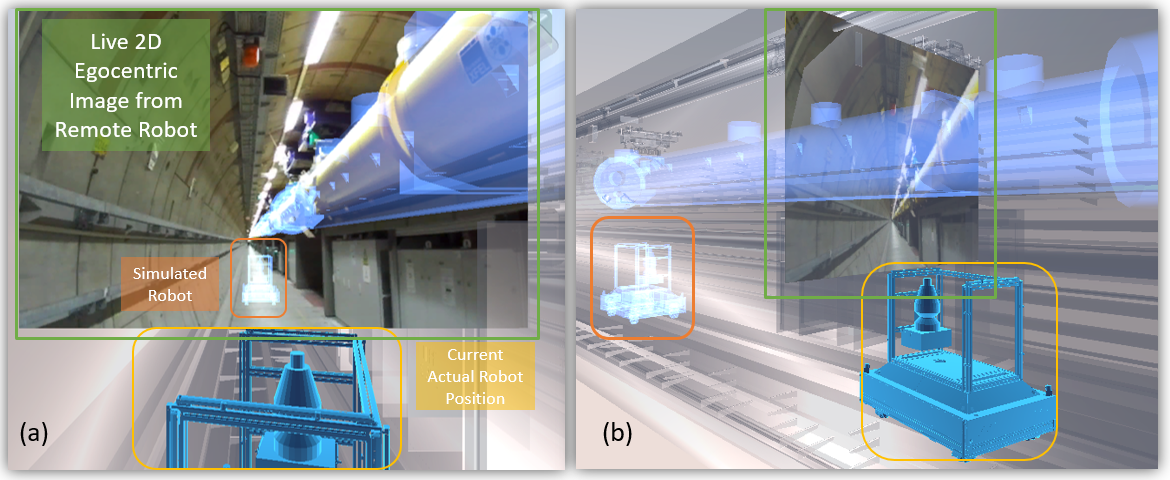 Live 2D
Egocentric
Image from
Remote Robot
Simulated
Robot
Current
Actual Robot
Position
(a)
(b)